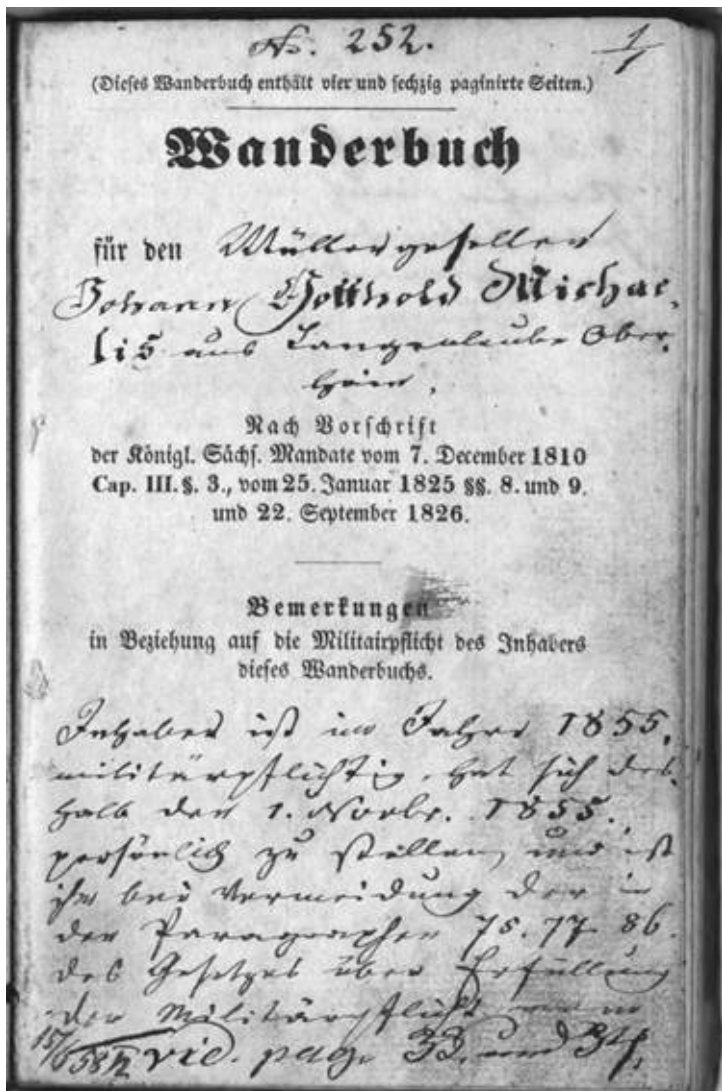 No. 252.
1
(Dieses Wanderbuch enthält vier und sechzig paginirte Seiten.)
Wanderbuch
für den Müllergesellen
Johann Gotthold Michae-
lis aus Langenleuba Ober-
hain.
Nach Vorschrift
der Königl. Sächs. Mandate vom 7. December 1810
Cap. III. §. 3., vom 25. Januar 1825 §§. 8. und 9.
und 22. September 1826.
Bemerkungen
in Beziehung auf die Militairpflicht des Inhabers
dieses Wanderbuchs.
Inhaber ist im Jahre 1855.
militärpflichtig, hat sich des-
halb den 1. Novbr. 1855.
persönlich zu stellen, und ist
ihm bei Vermeidung der in
den Paragraphen 75. 77. 86.
des Gesetzes über Erfüllung
der Militärpflicht
vid. pag. 33. und 34.